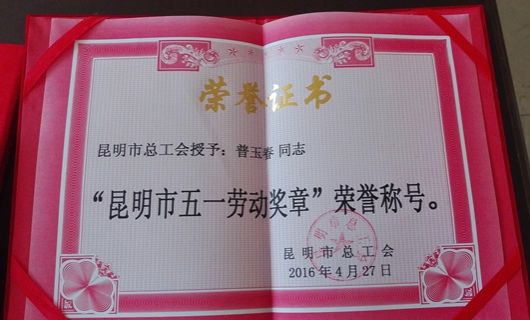 荣誉证书
昆明市总工会授予：普玉春 同志
“昆明市五一劳动奖章”荣誉称号。
昆明市总工会
2016年4月27日